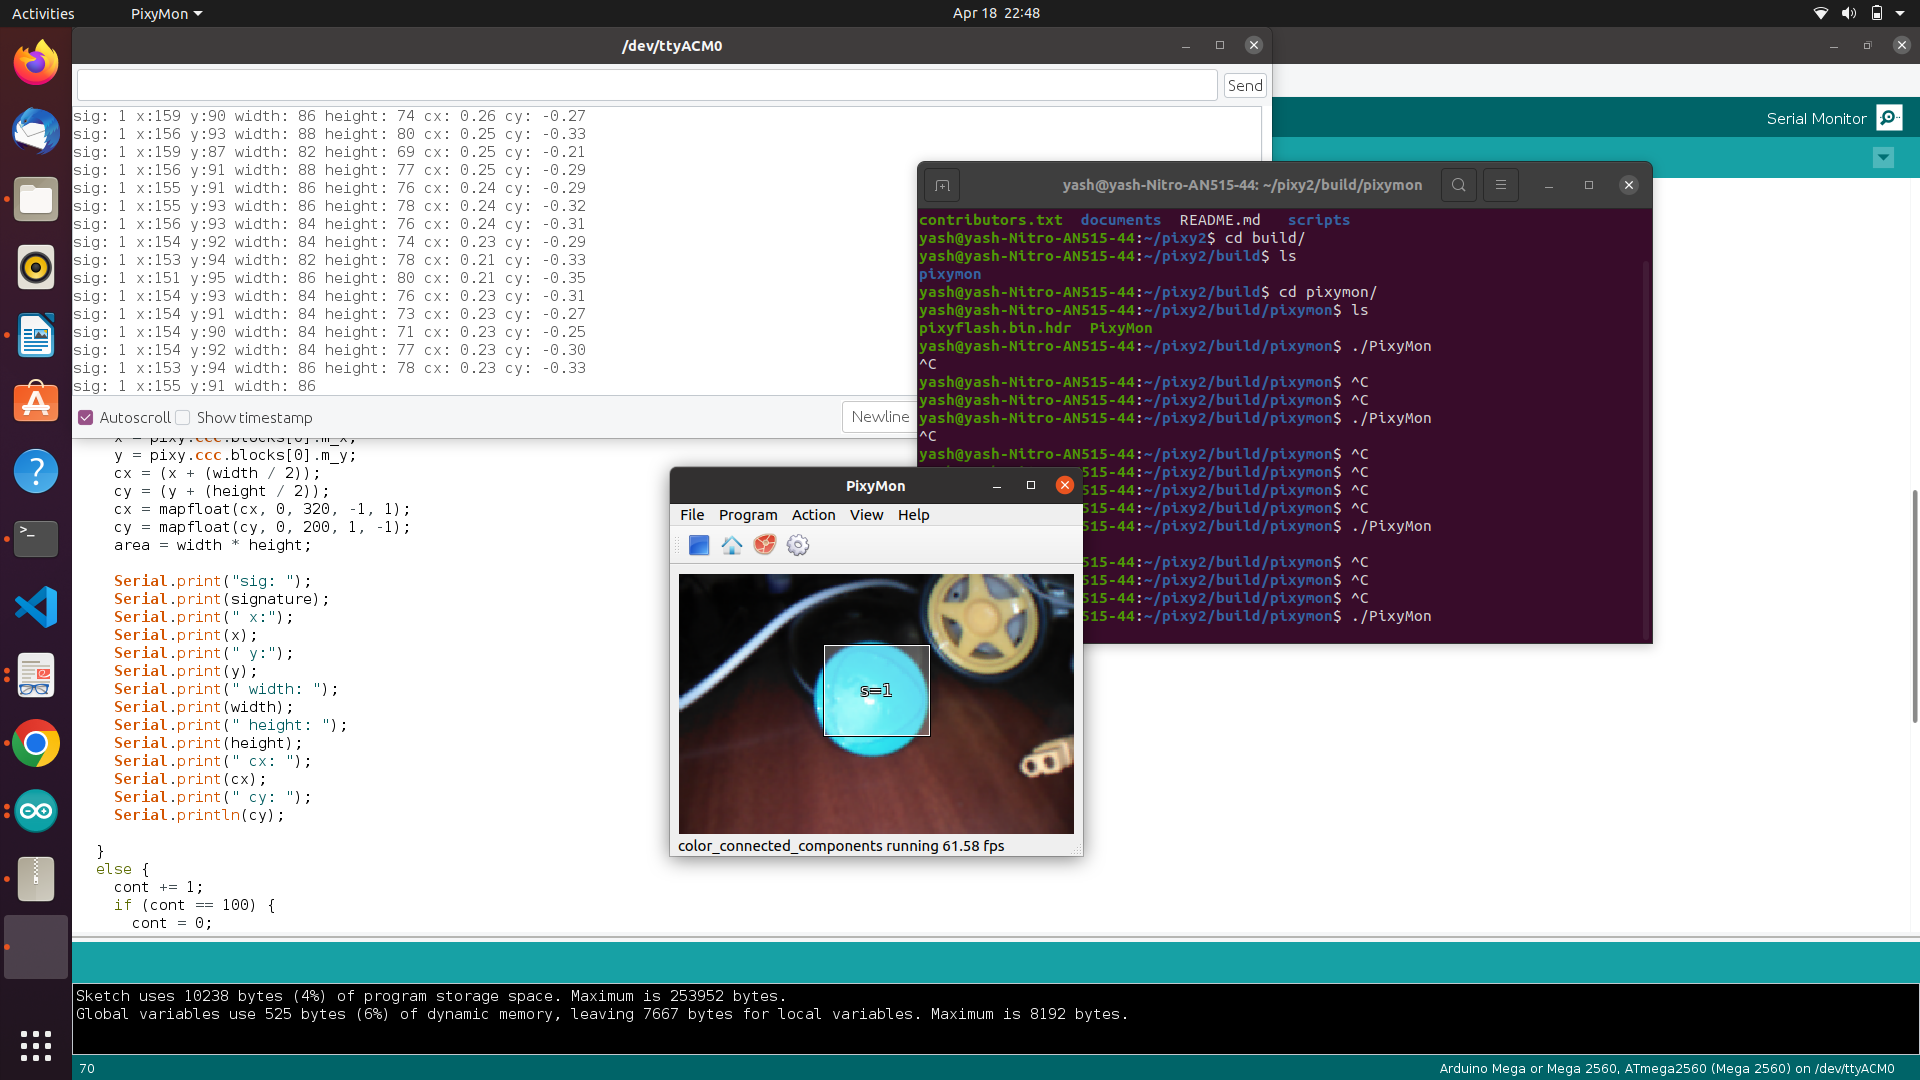 Activities
PixyMon
Apr 18 22:48
/dev/ttyACM0
Send
sig: 1 x:159 y:90 width: 86 height: 74 cx: 0.26 cy: -0.27
sig: 1 x:156 y:93 width: 88 height: 80 cx: 0.25 cy: -0.33
sig: 1 x:159 y:87 width: 82 height: 69 cx: 0.25 cy: -0.21
sig: 1 x:156 y:91 width: 88 height: 77 cx: 0.25 cy: -0.29
sig: 1 x:155 y:91 width: 86 height: 76 cx: 0.24 cy: -0.29
sig: 1 x:155 y:93 width: 86 height: 78 cx: 0.24 cy: -0.32
sig: 1 x:156 y:93 width: 84 height: 76 cx: 0.24 cy: -0.31
sig: 1 x:154 y:92 width: 84 height: 74 cx: 0.23 cy: -0.29
sig: 1 x:153 y:94 width: 82 height: 78 cx: 0.21 cy: -0.33
sig: 1 x:151 y:95 width: 86 height: 80 cx: 0.21 cy: -0.35
sig: 1 x:154 y:93 width: 84 height: 76 cx: 0.23 cy: -0.31
sig: 1 x:154 y:91 width: 84 height: 73 cx: 0.23 cy: -0.27
sig: 1 x:154 y:90 width: 84 height: 71 cx: 0.23 cy: -0.25
sig: 1 x:154 y:92 width: 84 height: 77 cx: 0.23 cy: -0.30
sig: 1 x:153 y:94 width: 86 height: 78 cx: 0.23 cy: -0.33
sig: 1 x:155 y:91 width: 86
Autoscroll
Show timestamp
Newline
Serial Monitor
yash@yash-Nitro-AN515-44: ~/pixy2/build/pixymon
contributors.txt documents README.md scripts
yash@yash-Nitro-AN515-44:~/pixy2$ cd build/
yash@yash-Nitro-AN515-44:~/pixy2/build$ ls
pixymon
yash@yash-Nitro-AN515-44:~/pixy2/build$ cd pixymon/
yash@yash-Nitro-AN515-44:~/pixy2/build/pixymon$ ls
pixyflash.bin.hdr PixyMon
yash@yash-Nitro-AN515-44:~/pixy2/build/pixymon$ ./PixyMon
^C
yash@yash-Nitro-AN515-44:~/pixy2/build/pixymon$ ^C
yash@yash-Nitro-AN515-44:~/pixy2/build/pixymon$ ^C
yash@yash-Nitro-AN515-44:~/pixy2/build/pixymon$ ./PixyMon
^C
yash@yash-Nitro-AN515-44:~/pixy2/build/pixymon$ ^C
515-44:~/pixy2/build/pixymon$ ^C
515-44:~/pixy2/build/pixymon$ ^C
515-44:~/pixy2/build/pixymon$ ^C
515-44:~/pixy2/build/pixymon$ ./PixyMon
515-44:~/pixy2/build/pixymon$ ^C
515-44:~/pixy2/build/pixymon$ ^C
515-44:~/pixy2/build/pixymon$ ^C
515-44:~/pixy2/build/pixymon$ ./PixyMon
x = pixy.ccc.blocks[0].m_x;
y = pixy.ccc.blocks[0].m_y;
cx = (x + (width / 2));
cy = (y + (height / 2));
cx = mapfloat(cx, 0, 320, -1, 1);
cy = mapfloat(cy, 0, 200, 1, -1);
area = width * height;
Serial.print("sig: ");
Serial.print(signature);
Serial.print(" x:");
Serial.print(x);
Serial.print(" y:");
Serial.print(y);
Serial.print(" width: ");
Serial.print(width);
Serial.print(" height: ");
Serial.print(height);
Serial.print(" cx: ");
Serial.print(cx);
Serial.print(" cy: ");
Serial.println(cy);
}
else {
cont += 1;
if (cont == 100) {
cont = 0;
PixyMon
File Program Action View Help
s=1
color_connected_components running 61.58 fps
Sketch uses 10238 bytes (4%) of program storage space. Maximum is 253952 bytes.
Global variables use 525 bytes (6%) of dynamic memory, leaving 7667 bytes for local variables. Maximum is 8192 bytes.
70
Arduino Mega or Mega 2560, ATmega2560 (Mega 2560) on /dev/ttyACM0